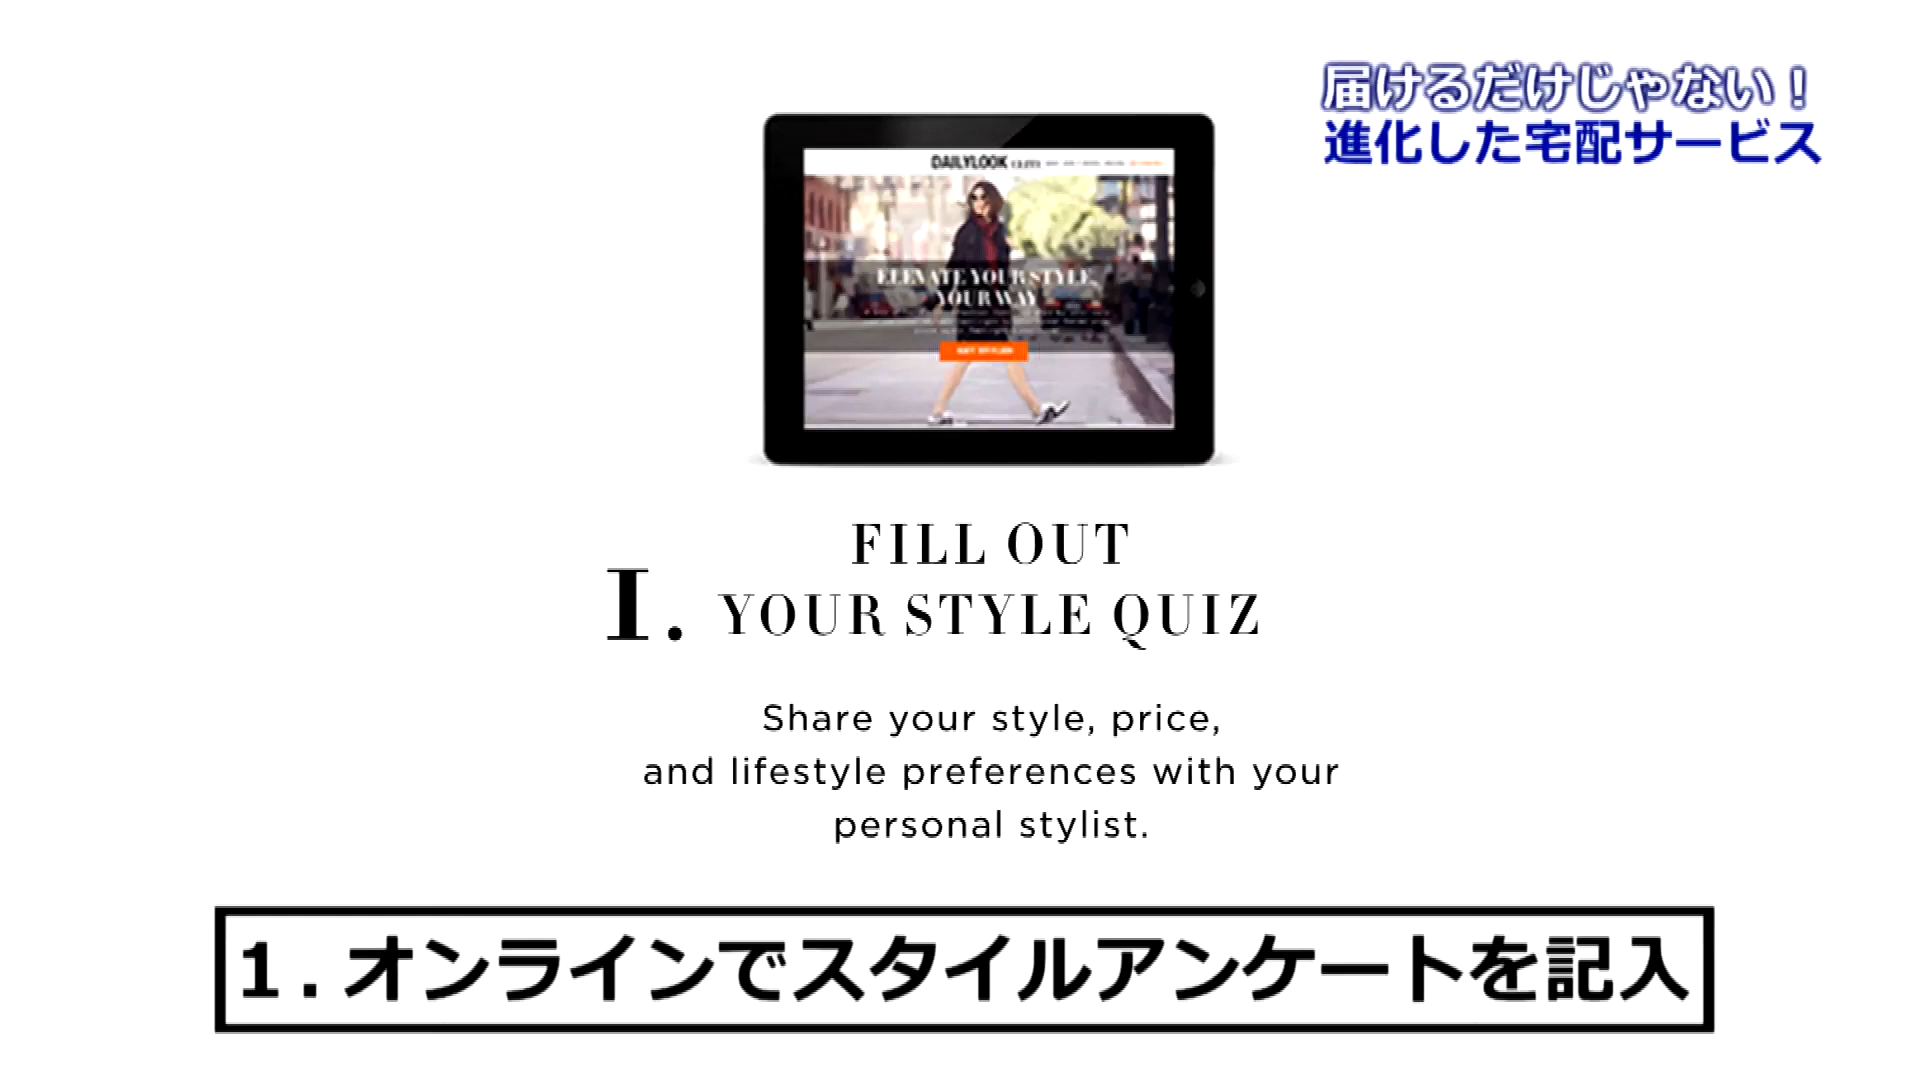 届けるだけじゃない!
進化した宅配サービス
DAILYLOOK
ELEVATE YOUR STYLE,
YOUR WAY
GET STYLED
FILL OUT
1. YOUR STYLE QUIZ
Share your style, price,
and lifestyle preferences with your
personal stylist.
1. オンラインでスタイルアンケートを記入